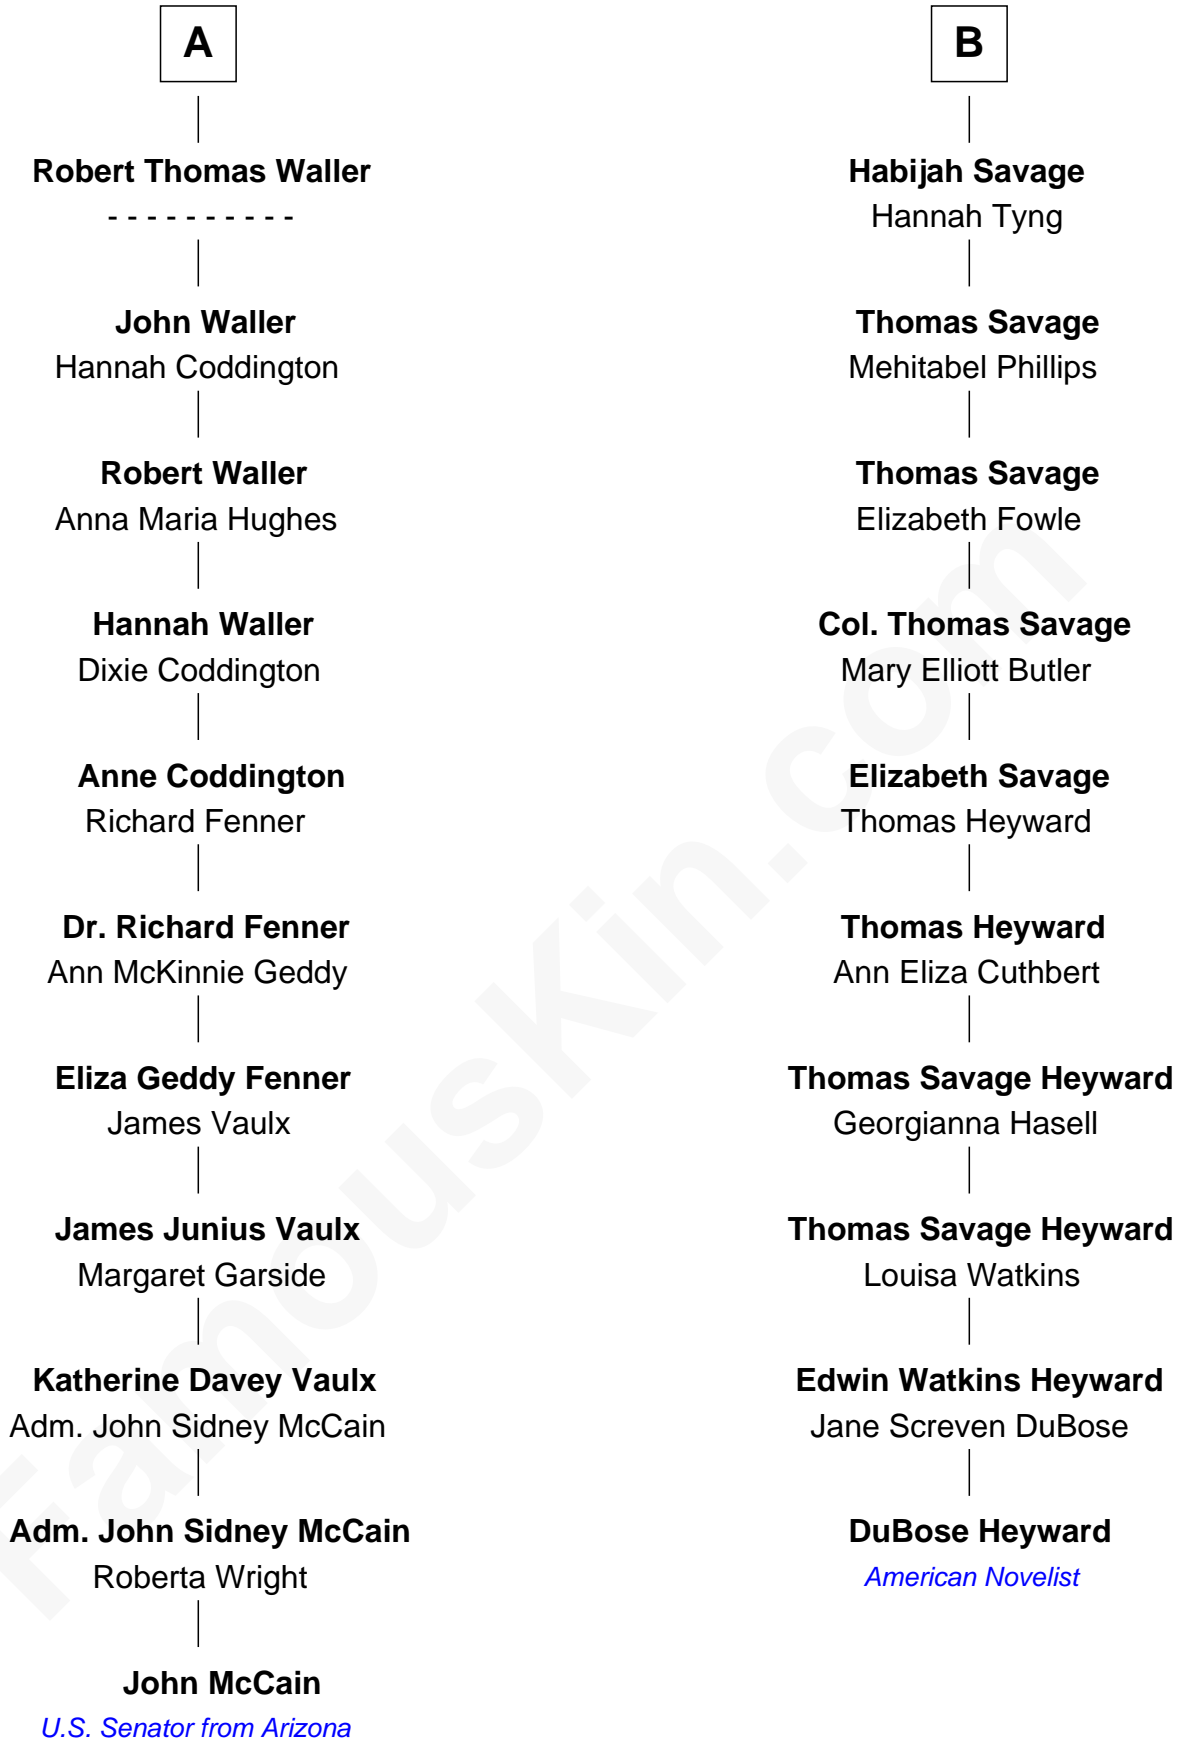 A
Robert Thomas Waller
- - - - - - - - - -
John Waller
Hannah Coddington
Robert Waller
Anna Maria Hughes
Hannah Waller
Dixie Coddington
Anne Coddington
Richard Fenner
Dr. Richard Fenner
Ann McKinnie Geddy
Eliza Geddy Fenner
James Vaulx
James Junius Vaulx
Margaret Garside
Katherine Davey Vaulx
Adm. John Sidney McCain
Adm. John Sidney McCain
Roberta Wright
John McCain
U.S. Senator from Arizona
B
Habijah Savage
Hannah Tyng
Thomas Savage
Mehitabel Phillips
Thomas Savage
Elizabeth Fowle
Col. Thomas Savage
Mary Elliott Butler
Elizabeth Savage
Thomas Heyward
Thomas Heyward
Ann Eliza Cuthbert
Thomas Savage Heyward
Georgianna Hasell
Thomas Savage Heyward
Louisa Watkins
Edwin Watkins Heyward
Jane Screven DuBose
DuBose Heyward
American Novelist
FamousKin.com